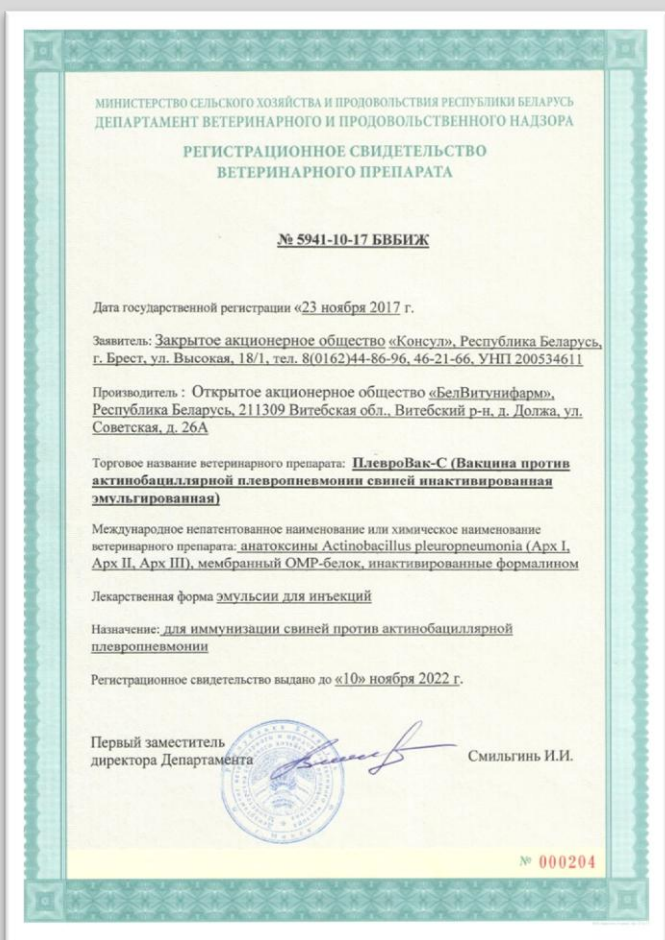 МИНИСТЕРСТВО СЕЛЬСКОГО ХОЗЯЙСТВА И ПРОДОВОЛЬСТВИЯ РЕСПУБЛИКИ БЕЛАРУСЬ
ДЕПАРТАМЕНТ ВЕТЕРИНАРНОГО И ПРОДОВОЛЬСТВЕННОГО НАДЗОРА
РЕГИСТРАЦИОННОЕ СВИДЕТЕЛЬСТВО
ВЕТЕРИНАРНОГО ПРЕПАРАТА
№ 5941-10-17 БВБИЖ
Дата государственной регистрации «23 ноября 2017 г.
Заявитель: Закрытое акционерное общество «Консул», Республика Беларусь,
г. Брест, ул. Высокая, 18/1, тел. 8(0162)44-86-96, 46-21-66, УНП 200534611
Производитель : Открытое акционерное общество «БелВитунифарм»,
Республика Беларусь, 211309 Витебская обл., Витебский р-н, д. Должа, ул.
Советская, д. 26А
Торговое название ветеринарного препарата: ПлевроВак-С (Вакцина против
актинобациллярной плевропневмонии свиней инактивированная
эмульгированная)
Международное непатентованное наименование или химическое наименование
ветеринарного препарата: анатоксины Actinobacillus pleuropneumonia (Apx I,
Apx II, Apx III), мембранный ОМР-белок, инактивированные формалином
Лекарственная форма эмульсии для инъекций
Назначение: для иммунизации свиней против актинобациллярной
плевропневмонии
Регистрационное свидетельство выдано до «10» ноября 2022 г.
Первый заместитель
директора Департамента
Смильгинь И.И.
№ 000204